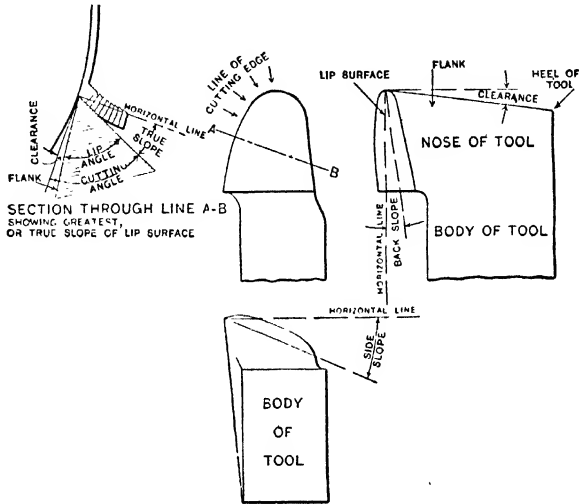 CLEARANCE
FLANK
HORIZONTAL LINE
TRUE
SLOPE
LIP
ANGLE
CUTTING
ANGLE
SECTION THROUGH LINE A-B
SHOWING GREATEST,
OR TRUE SLOPE OF LIP SURFACE
LINE OF
CUTTING EDGE
A
B
LIP SURFACE
FLANK
CLEARANCE
HEEL OF
TOOL
NOSE OF TOOL
BODY OF TOOL
HORIZONTAL LINE
BACK SLOPE
HORIZONTAL LINE
SIDE
SLOPE
BODY
OF
TOOL